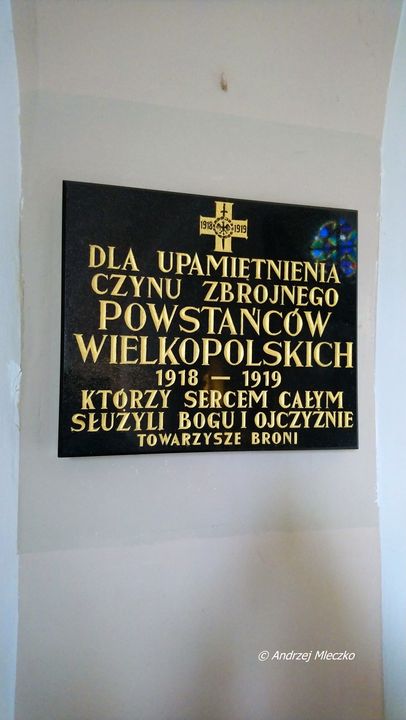 1918 1919
DLA UPAMIĘTNIENIA
CZYNU ZBROJNEGO
POWSTAŃCÓW
WIELKOPOLSKICH
1918 — 1919
KTÓRZY SERCEM CAŁYM
SŁUŻYLI BOGU I OJCZYŹNIE
TOWARZYSZE BRONI
© Andrzej Mleczko